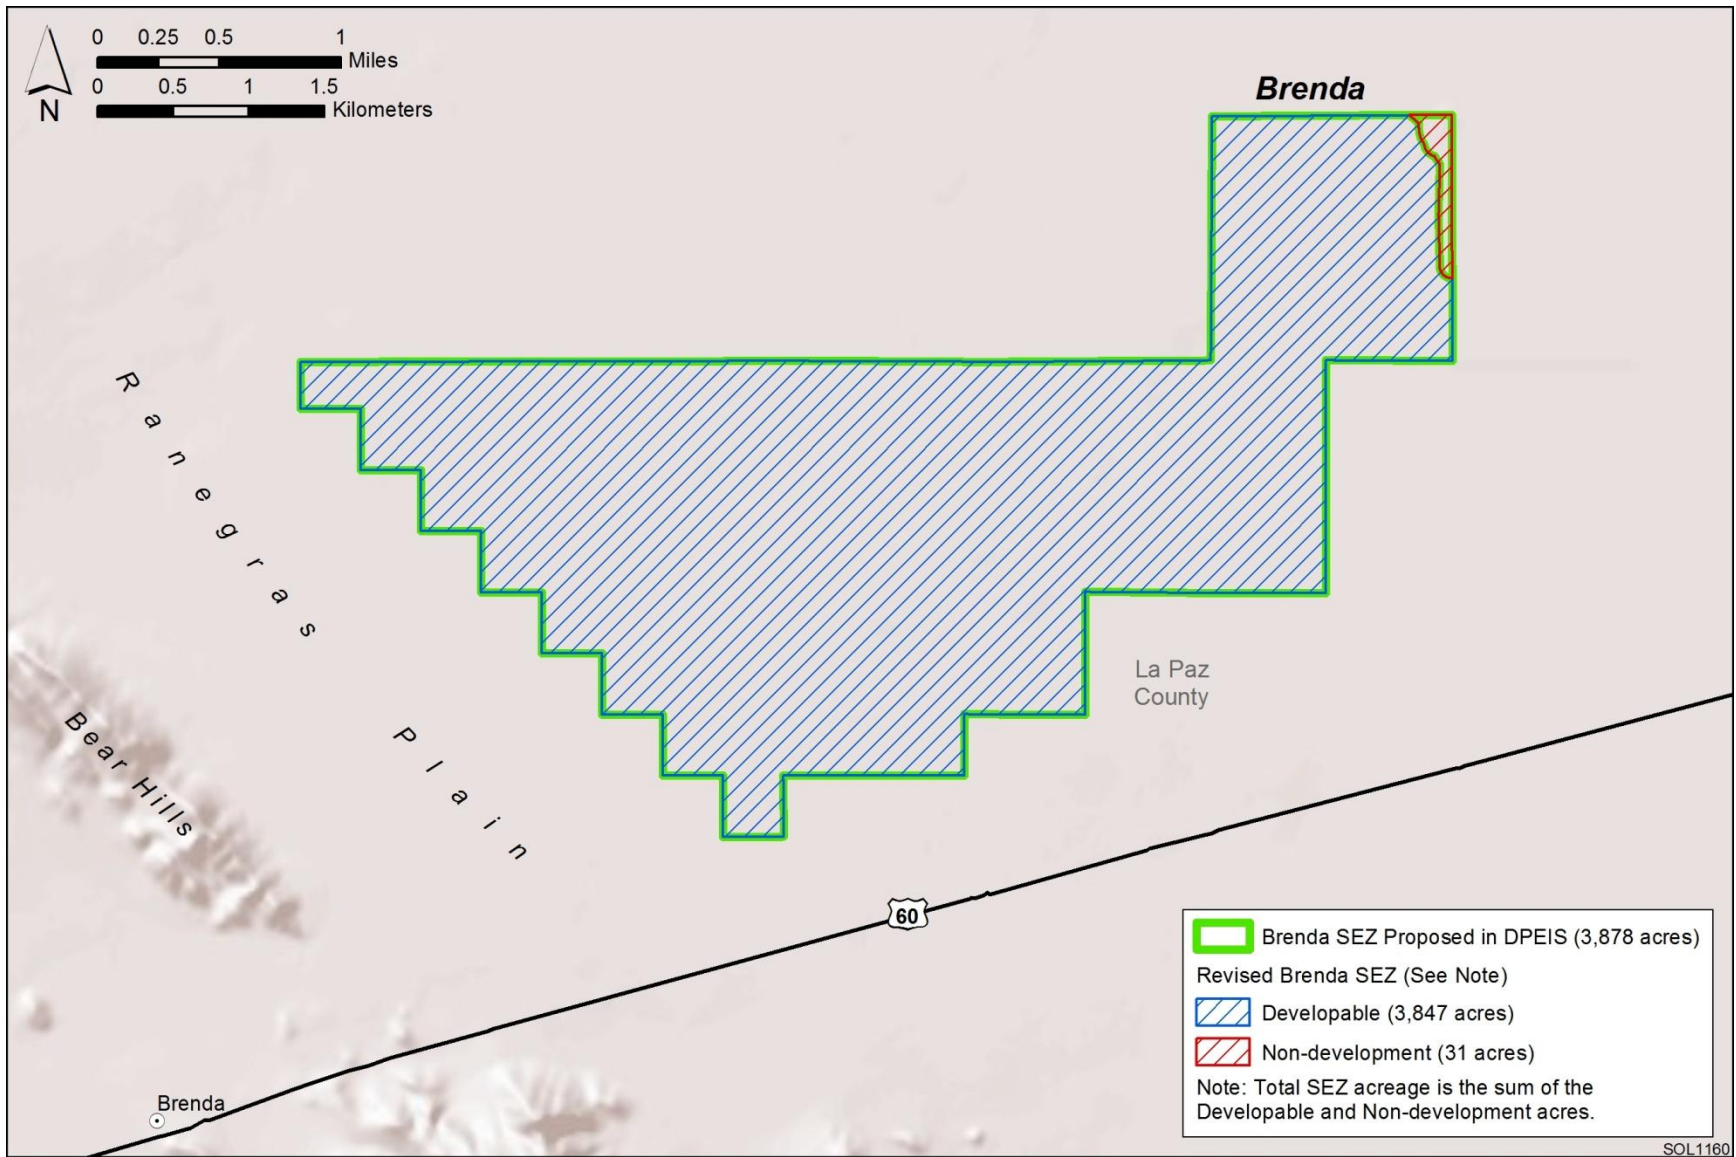 0 0.25 0.5 1
Miles
0 0.5 1 1.5
Kilometers
N
Brenda
Ranegras Plain
Bear Hills
La Paz
County
60
Brenda
Brenda SEZ Proposed in DPEIS (3,878 acres)
Revised Brenda SEZ (See Note)
Developable (3,847 acres)
Non-development (31 acres)
Note: Total SEZ acreage is the sum of the
Developable and Non-development acres.
SOL1160